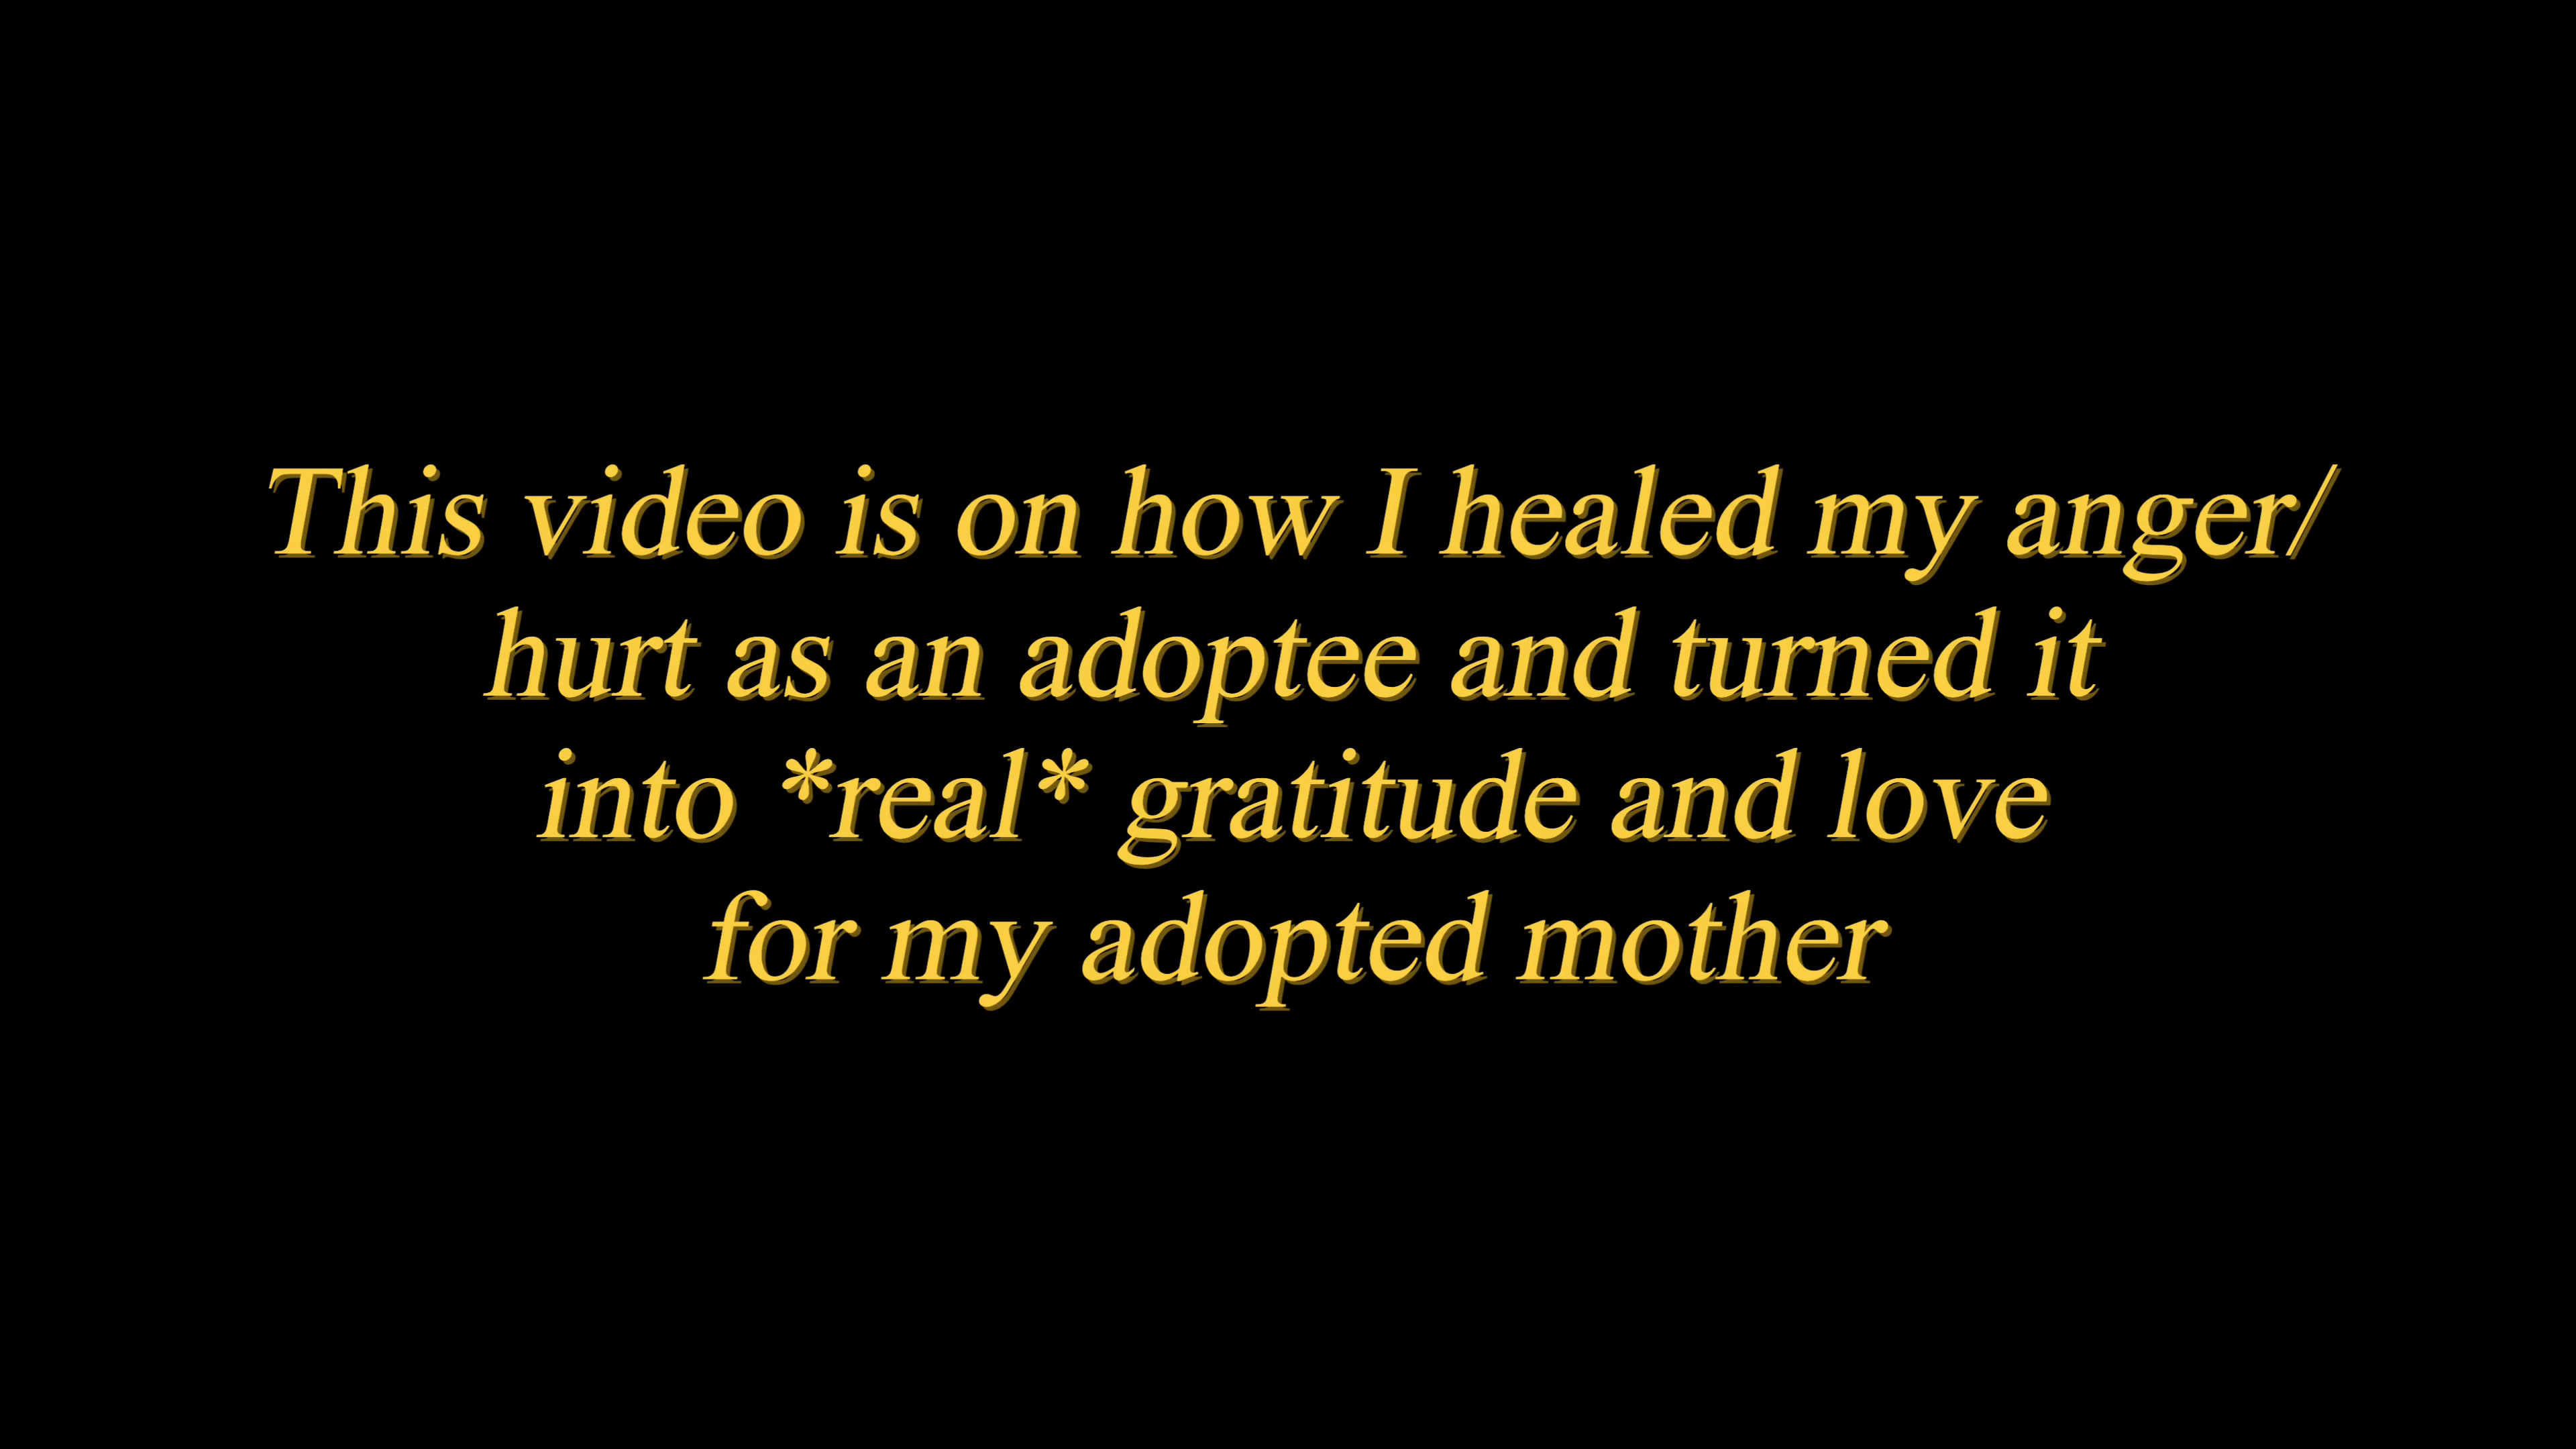 This video is on how I healed my anger/
hurt as an adoptee and turned it
into *real* gratitude and love
for my adopted mother